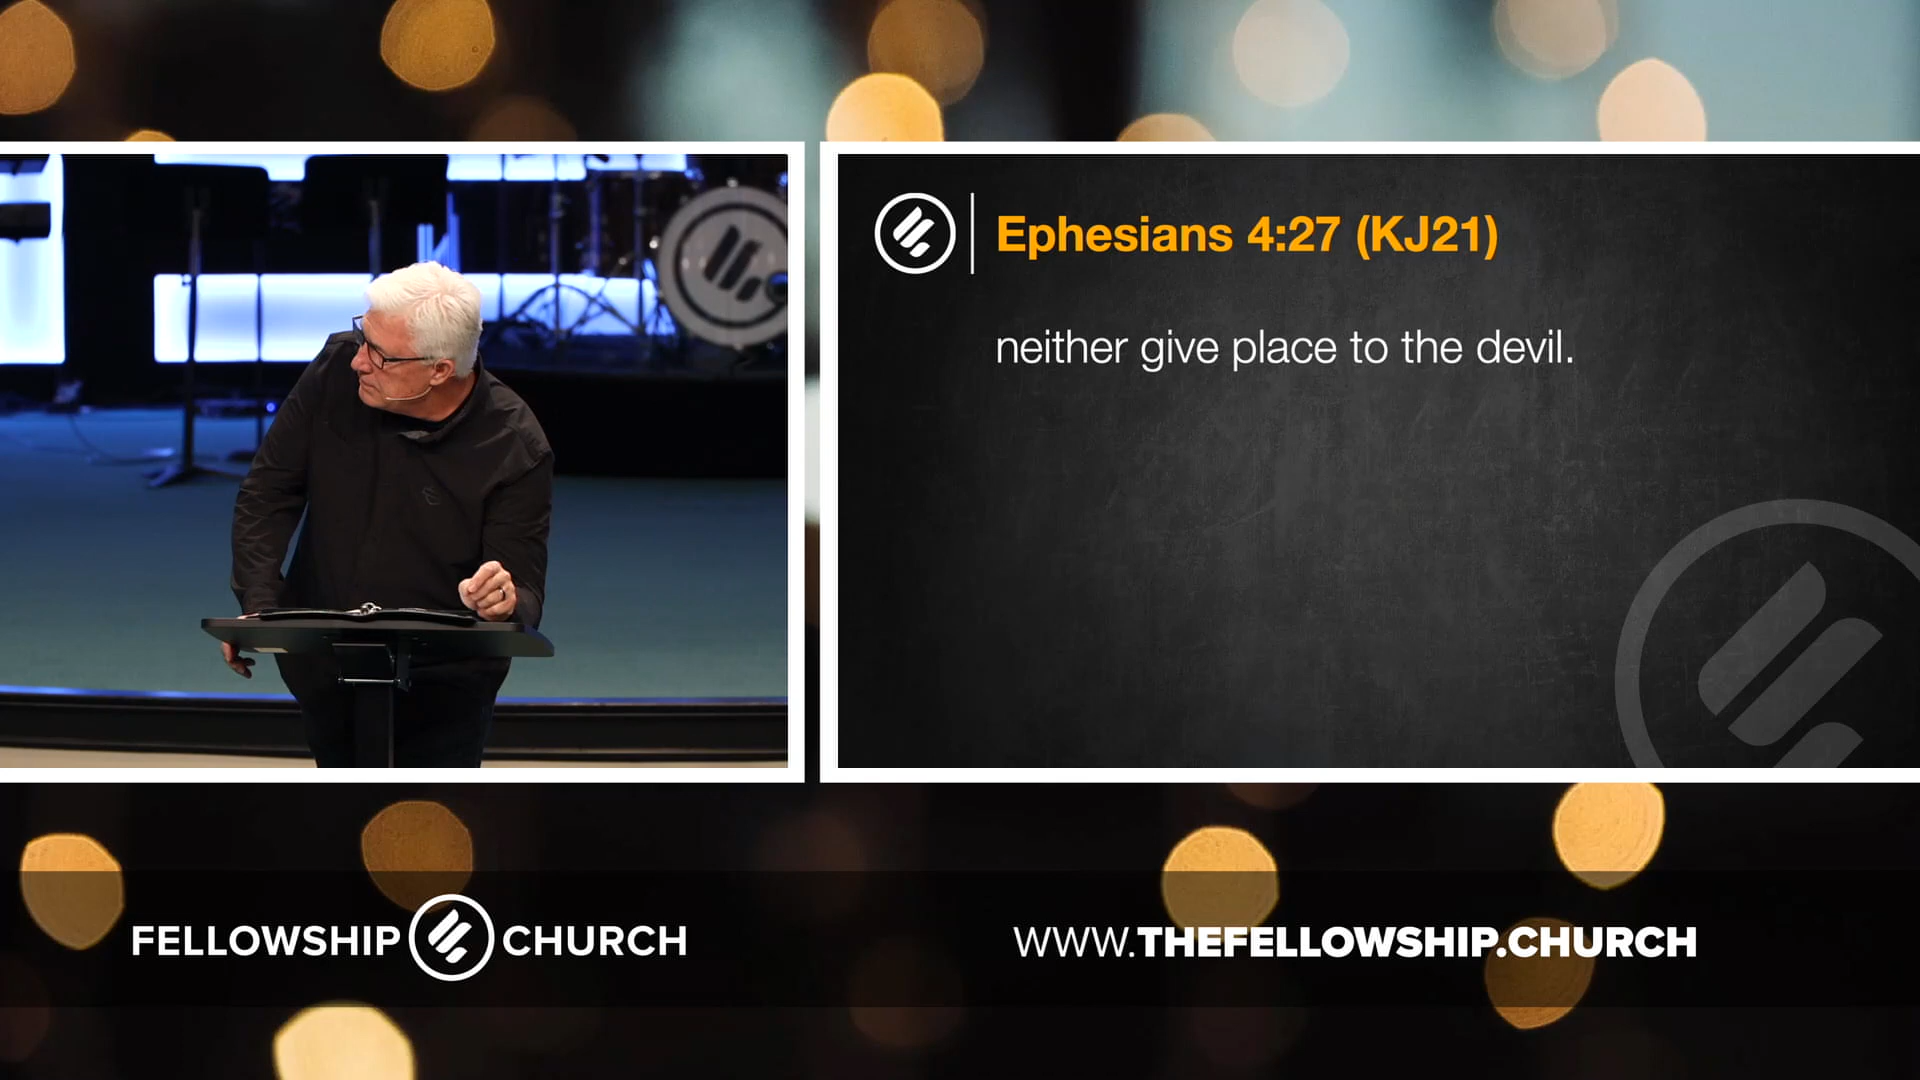 Ephesians 4:27 (KJ21)
neither give place to the devil.
FELLOWSHIP CHURCH
WWW.THEFELLOWSHIP.CHURCH